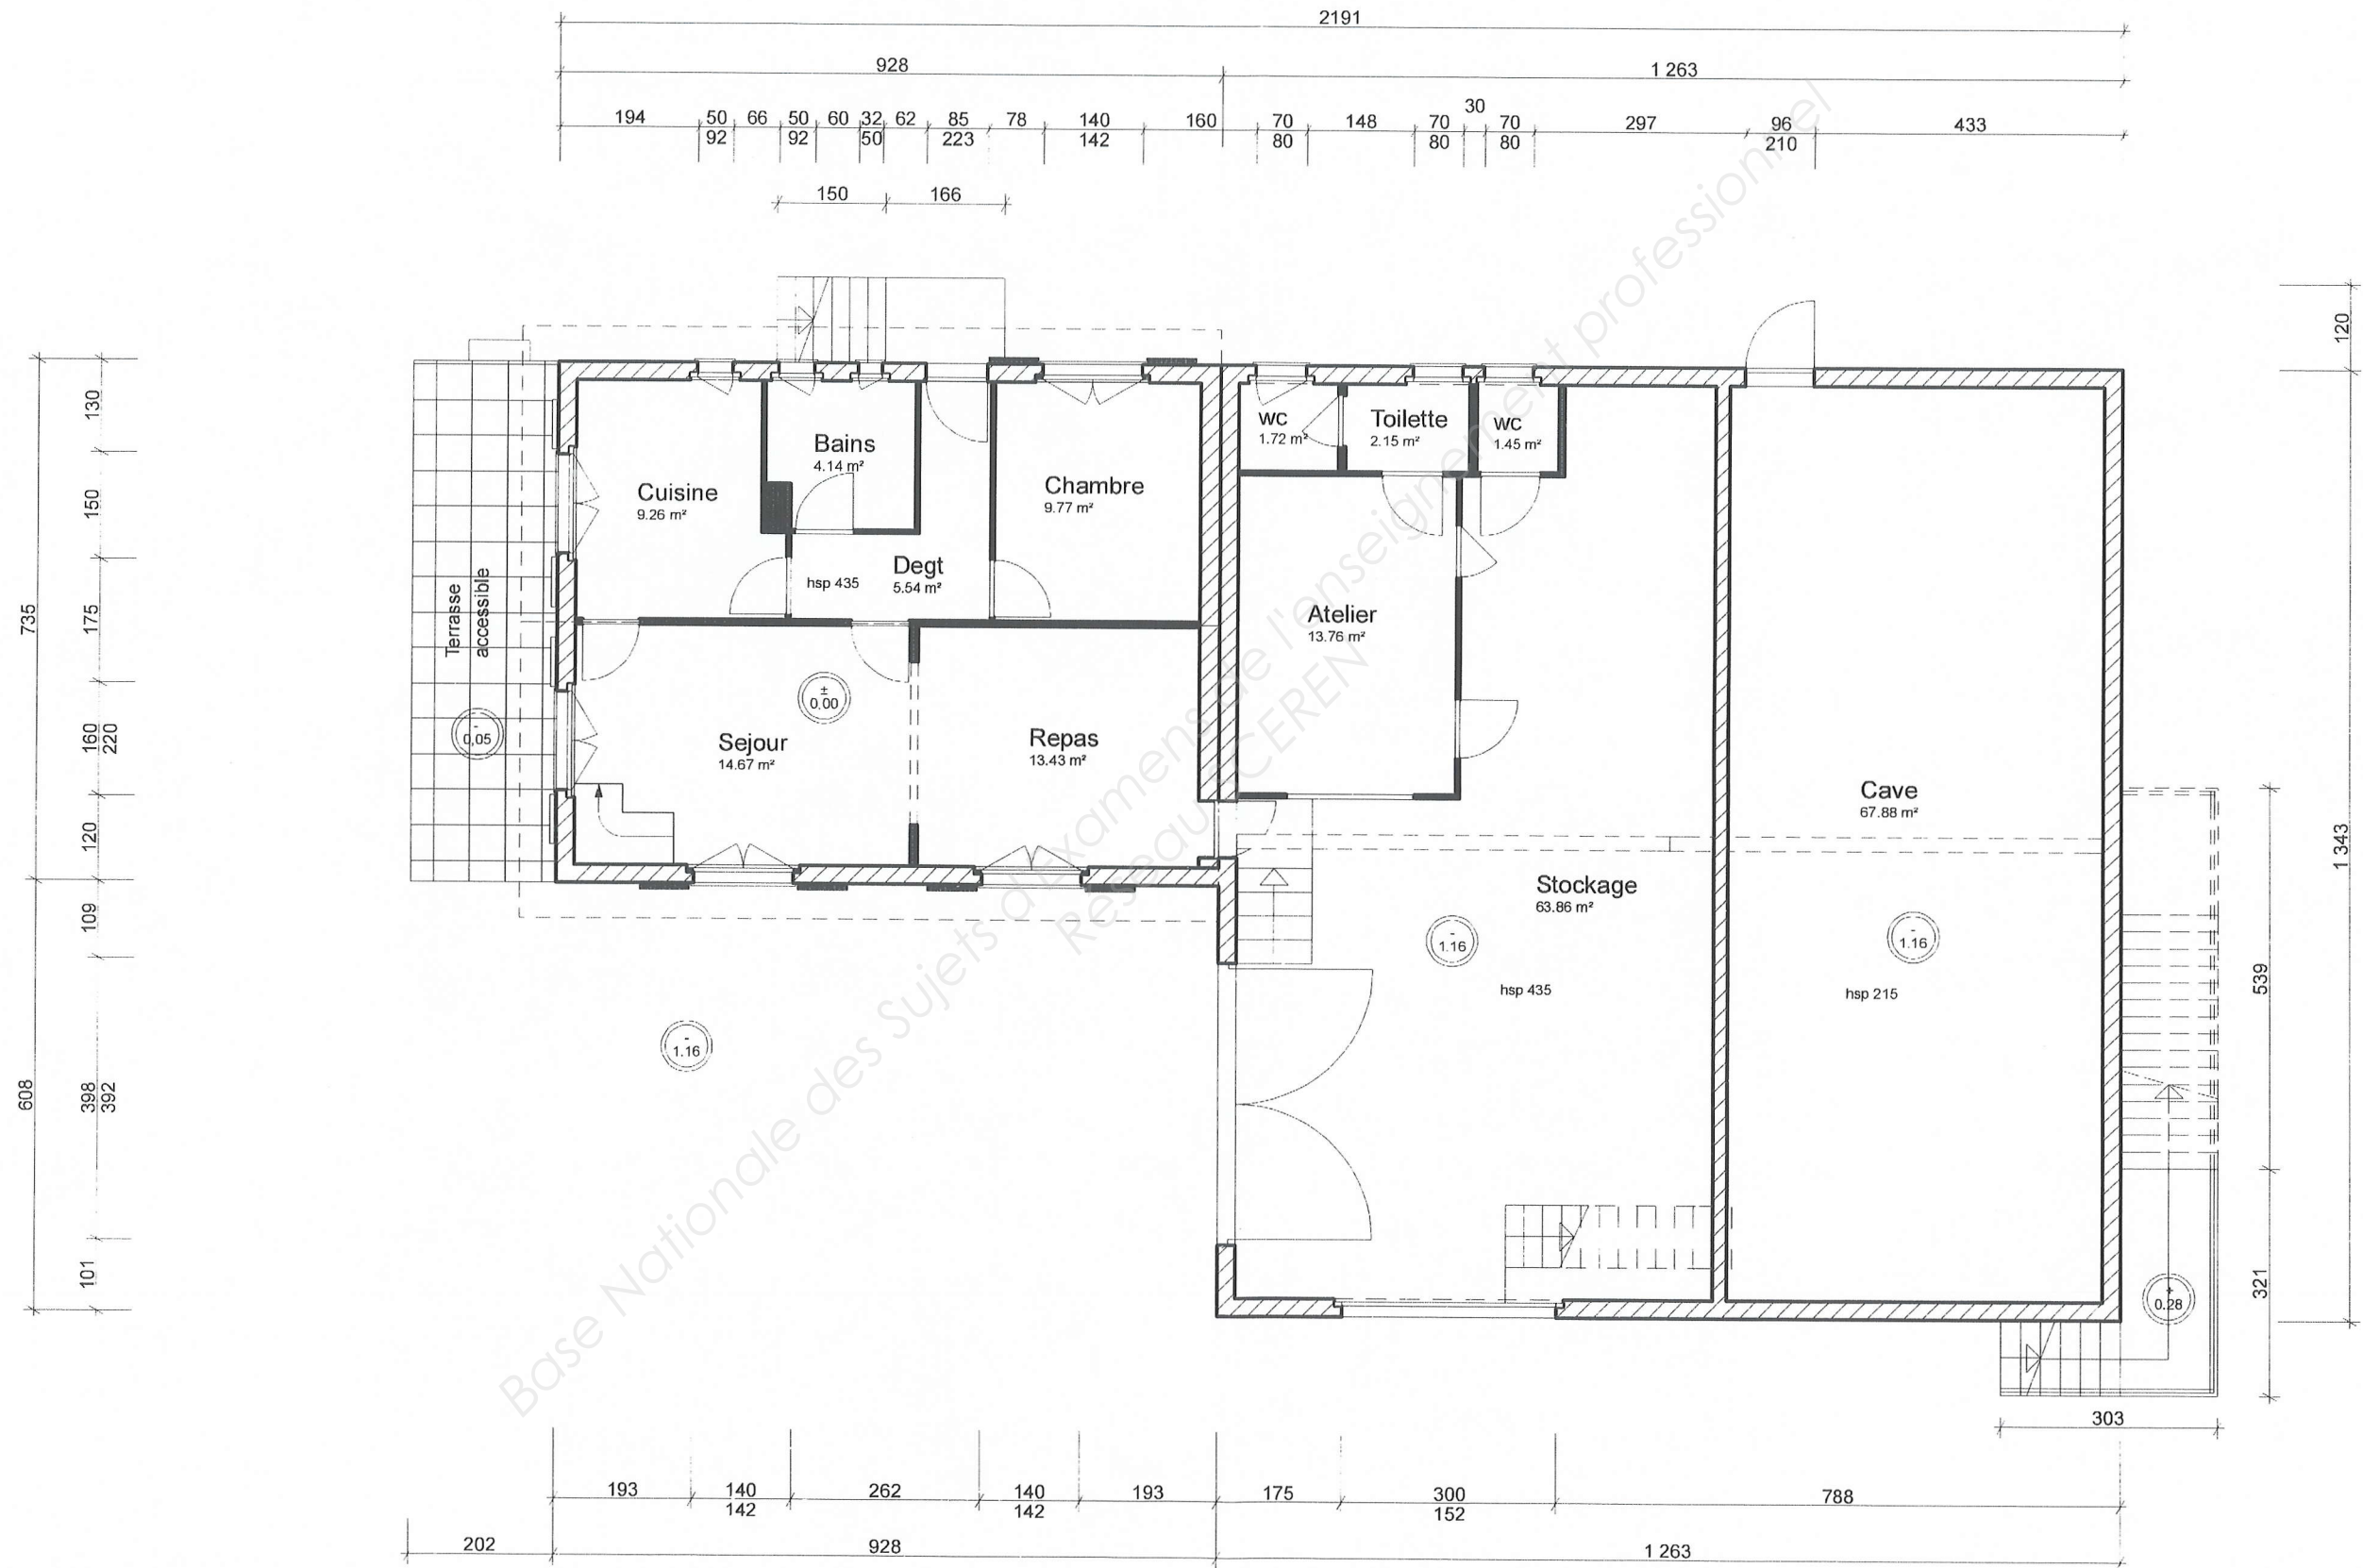 2191
928
1 263
194
50
92
66
50
92
60
32
50
62
85
223
78
140
142
160
70
80
148
70
80
30
70
80
297
96
210
433
150
166
120
1 343
539
321
303
735
608
130
150
175
160
220
120
109
398
392
101
Terrasse
accessible
-
0,05
Cuisine
9.26 m²
Bains
4.14 m²
Degt
5.54 m²
hsp 435
Chambre
9.77 m²
Sejour
14.67 m²
±
0.00
Repas
13.43 m²
WC
1.72 m²
Toilette
2.15 m²
WC
1.45 m²
Atelier
13.76 m²
Cave
67.88 m²
Stockage
63.86 m²
-
1.16
-
1.16
hsp 435
hsp 215
-
1.16
+
0.28
Base Nationale des Sujets d'Examens de l'enseignement professionnel
Réseau SCEREN
193
140
142
262
140
142
193
175
300
152
788
202
928
1 263